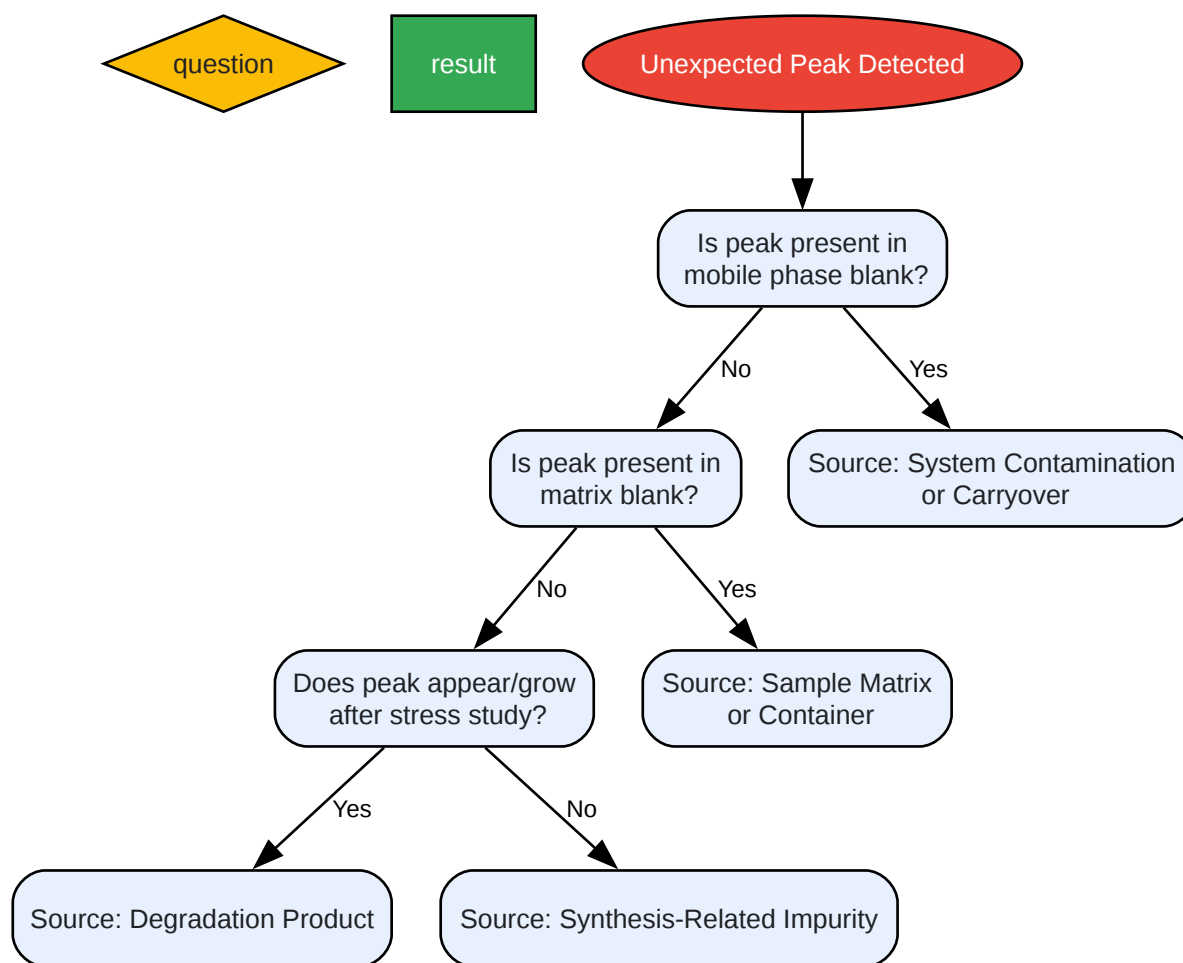 question
result
Unexpected Peak Detected
Is peak present in
mobile phase blank?
No
Yes
Is peak present in
matrix blank?
Source: System Contamination
or Carryover
No
Yes
Does peak appear/grow
after stress study?
Source: Sample Matrix
or Container
Yes
No
Source: Degradation Product
Source: Synthesis-Related Impurity